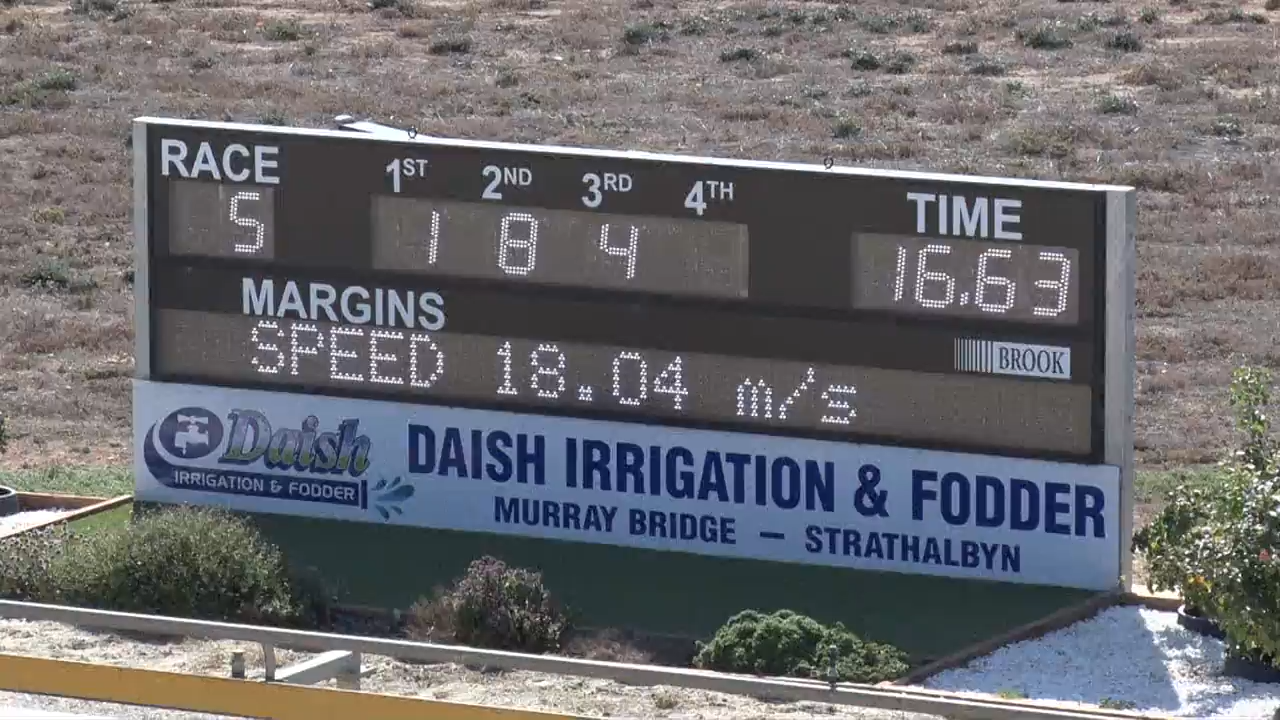 RACE 1ST 2ND 3RD 4TH TIME
5 1 8 4 16.63
MARGINS
SPEED 18.04 m/s
BROOK
Daish
IRRIGATION & FODDER
DAISH IRRIGATION & FODDER
MURRAY BRIDGE – STRATHALBYN